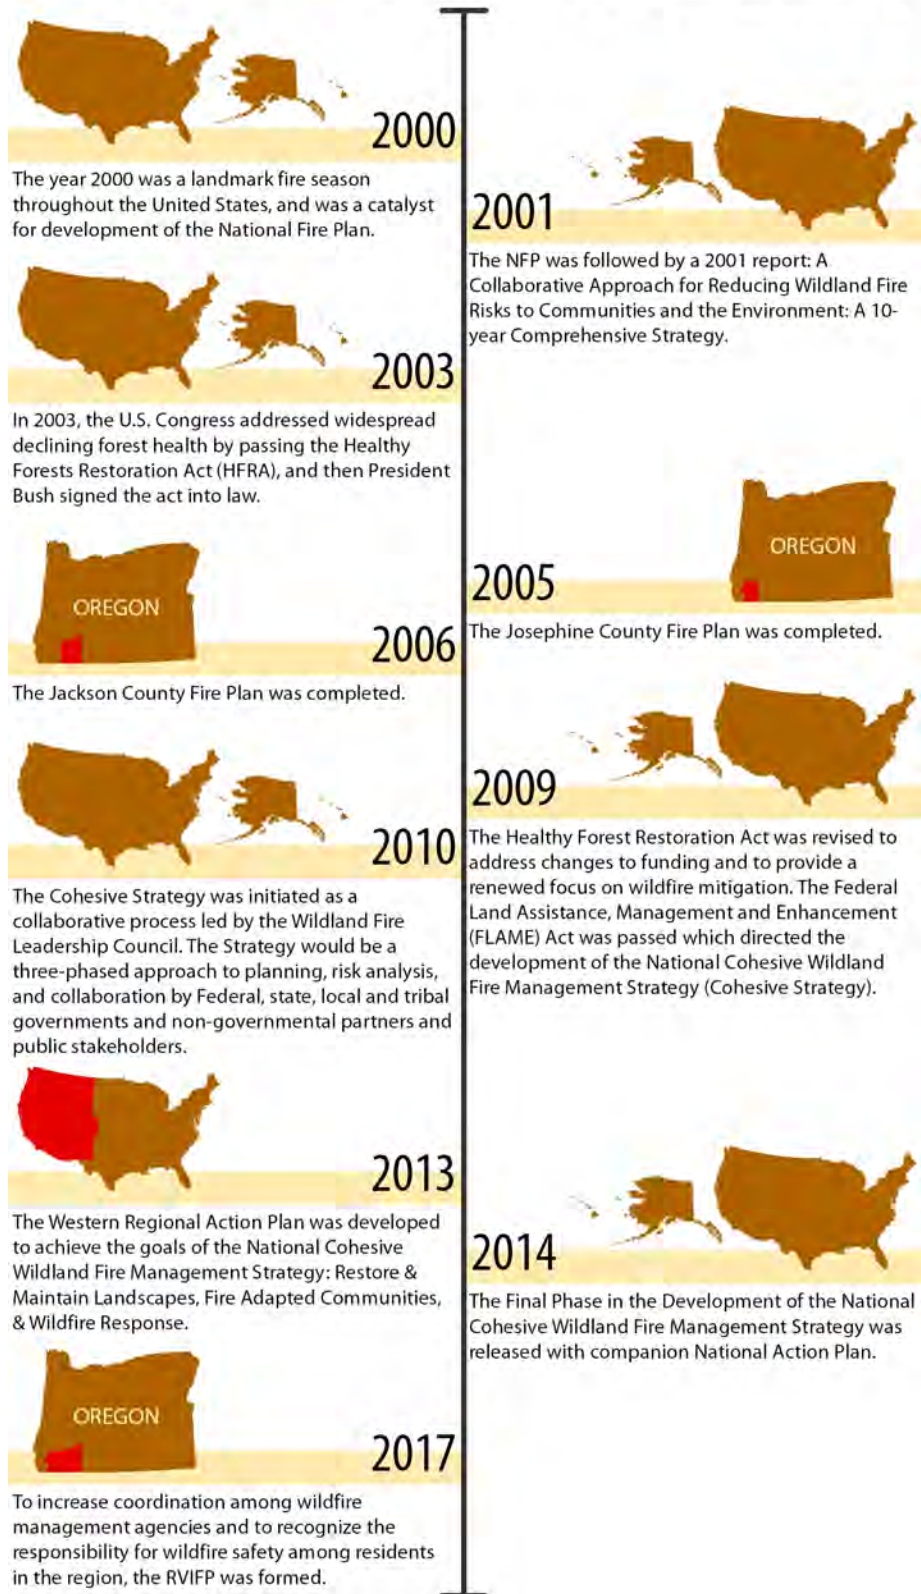 2000
The year 2000 was a landmark fire season
throughout the United States, and was a catalyst
for development of the National Fire Plan.
2001
The NFP was followed by a 2001 report: A
Collaborative Approach for Reducing Wildland Fire
Risks to Communities and the Environment: A 10-
year Comprehensive Strategy.
2003
In 2003, the U.S. Congress addressed widespread
declining forest health by passing the Healthy
Forests Restoration Act (HFRA), and then President
Bush signed the act into law.
OREGON
2005
The Josephine County Fire Plan was completed.
OREGON
2006
The Jackson County Fire Plan was completed.
2009
The Healthy Forest Restoration Act was revised to
address changes to funding and to provide a
renewed focus on wildfire mitigation. The Federal
Land Assistance, Management and Enhancement
(FLAME) Act was passed which directed the
development of the National Cohesive Wildland
Fire Management Strategy (Cohesive Strategy).
2010
The Cohesive Strategy was initiated as a
collaborative process led by the Wildland Fire
Leadership Council. The Strategy would be a
three-phased approach to planning, risk analysis,
and collaboration by Federal, state, local and tribal
governments and non-governmental partners and
public stakeholders.
2013
The Western Regional Action Plan was developed
to achieve the goals of the National Cohesive
Wildland Fire Management Strategy: Restore &
Maintain Landscapes, Fire Adapted Communities,
& Wildfire Response.
2014
The Final Phase in the Development of the National
Cohesive Wildland Fire Management Strategy was
released with companion National Action Plan.
OREGON
2017
To increase coordination among wildfire
management agencies and to recognize the
responsibility for wildfire safety among residents
in the region, the RVIFP was formed.